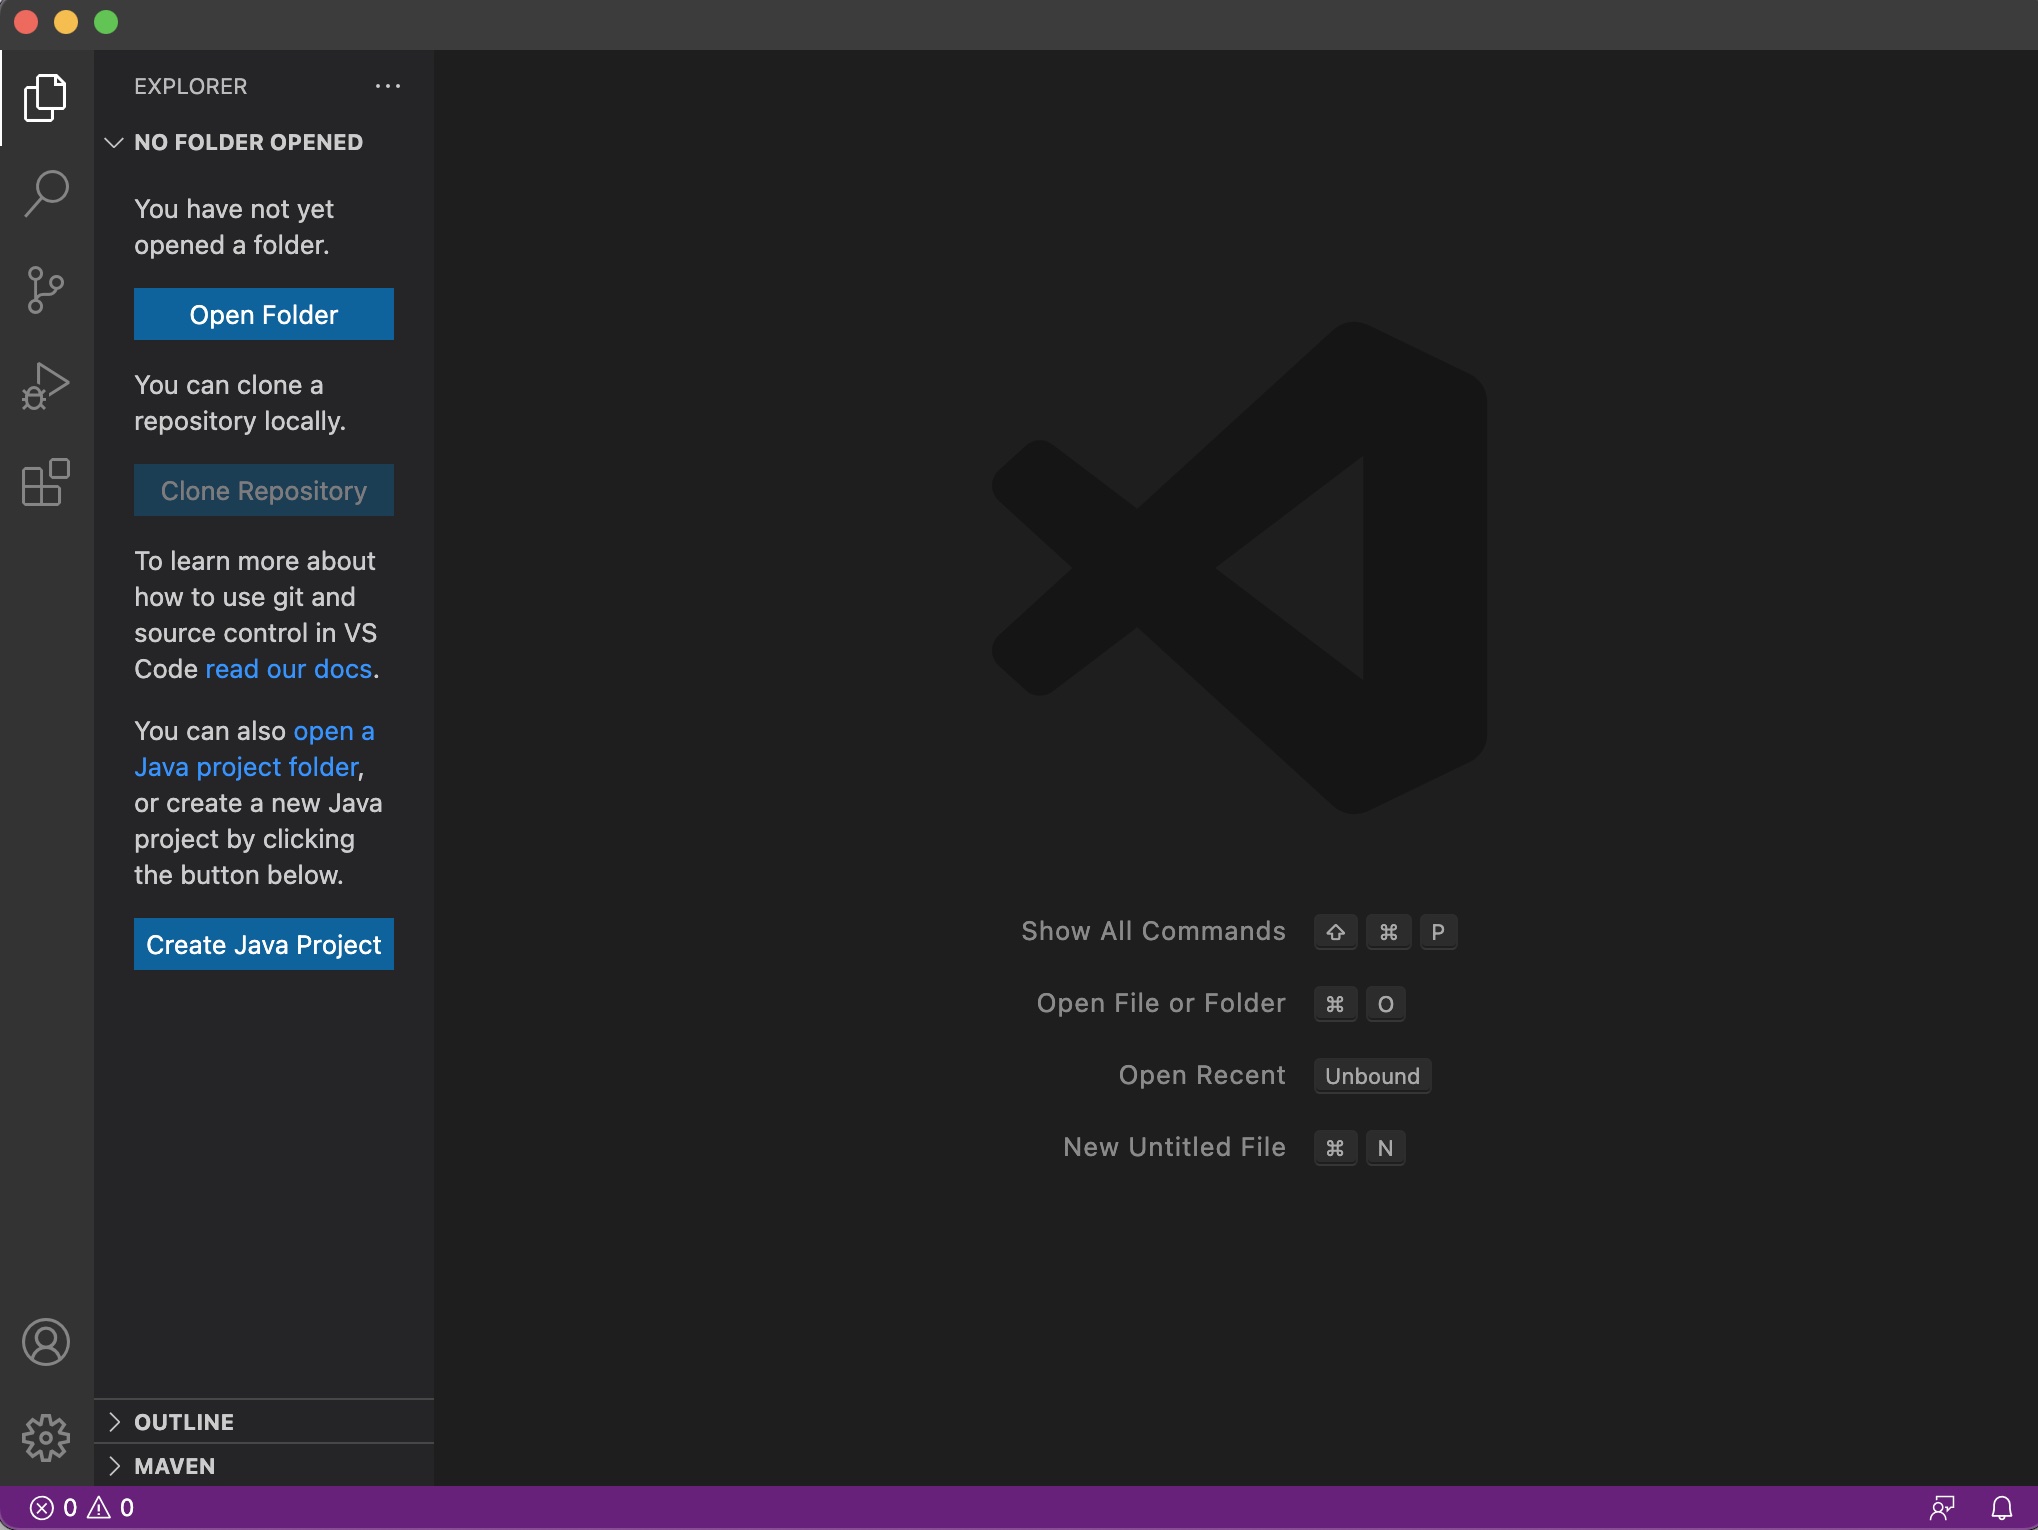 EXPLORER
NO FOLDER OPENED
You have not yet
opened a folder.
Open Folder
You can clone a
repository locally.
Clone Repository
To learn more about
how to use git and
source control in VS
Code read our docs.
You can also open a
Java project folder,
or create a new Java
project by clicking
the button below.
Create Java Project
OUTLINE
MAVEN
Show All Commands ⇧ ⌘ P
Open File or Folder ⌘ O
Open Recent Unbound
New Untitled File ⌘ N
0 0